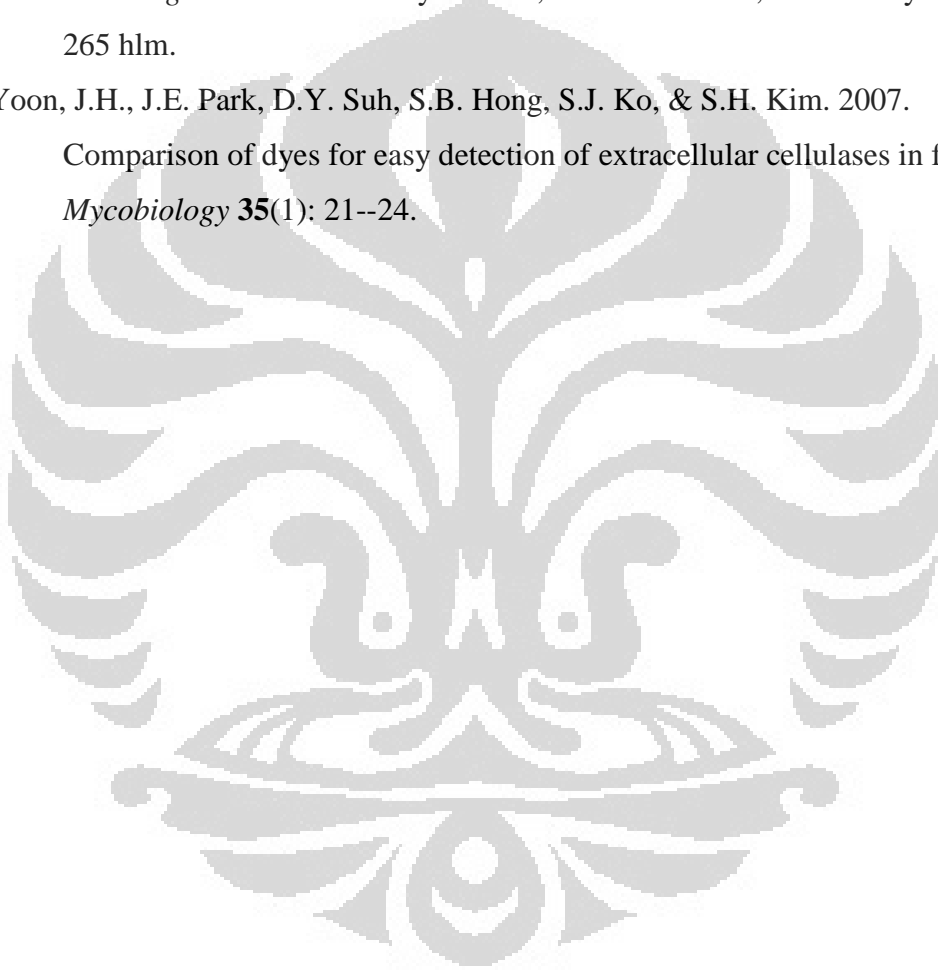 265 hlm.
Yoon, J.H., J.E. Park, D.Y. Suh, S.B. Hong, S.J. Ko, & S.H. Kim. 2007.
Comparison of dyes for easy detection of extracellular cellulases in
Mycobiology 35(1): 21--24.